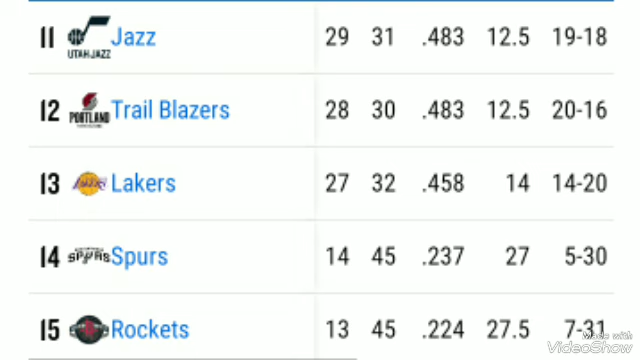 11 UTAH JAZZ Jazz 29 31 .483 12.5 19-18
12 PORTLAND Trail Blazers 28 30 .483 12.5 20-16
13 LAKERS Lakers 27 32 .458 14 14-20
14 SPURS Spurs 14 45 .237 27 5-30
15 Rockets 13 45 .224 27.5 7-31
Made with
VideoShow